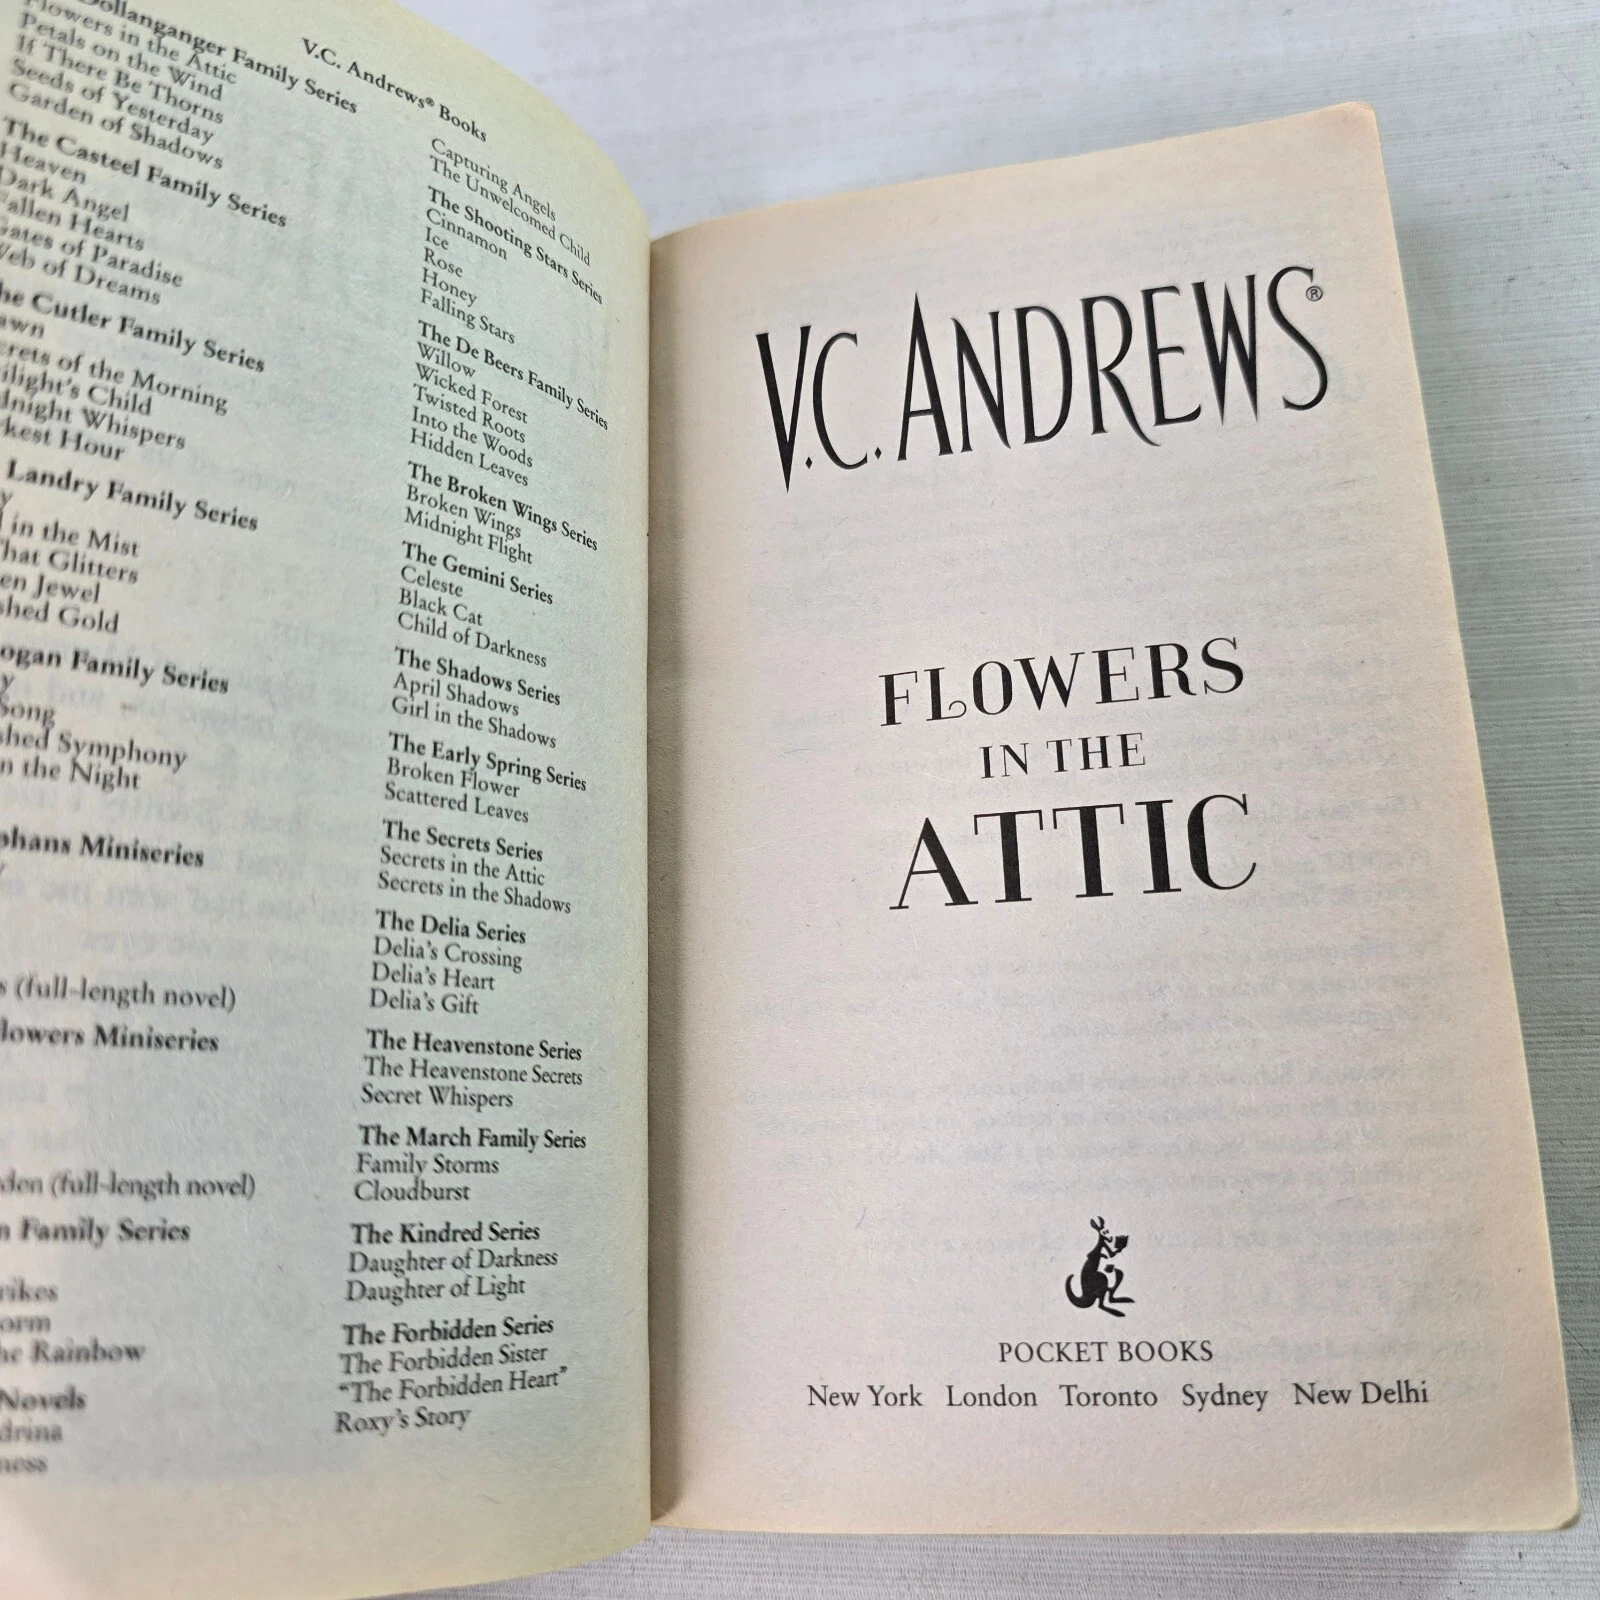 V.C. Andrews® Books
Dollanganger Family Series
Flowers in the Attic
Petals on the Wind
If There Be Thorns
Seeds of Yesterday
Garden of Shadows
The Casteel Family Series
Heaven
Dark Angel
Fallen Hearts
Gates of Paradise
Web of Dreams
The Cutler Family Series
of the Morning
Child
Whispers
Hour
Landry Family Series
in the Mist
That Glitters
Jewel
Gold
Family Series
Song
Symphony
in the Night
Miniseries
(full-length novel)
Miniseries
(full-length novel)
Family Series
Rainbow
Novels
Capturing Angels
The Unwelcomed Child
The Shooting Stars Series
Cinnamon
Ice
Rose
Honey
Falling Stars
The De Beers Family Series
Willow
Wicked Forest
Twisted Roots
Into the Woods
Hidden Leaves
The Broken Wings Series
Broken Wings
Midnight Flight
The Gemini Series
Celeste
Black Cat
Child of Darkness
The Shadows Series
April Shadows
Girl in the Shadows
The Early Spring Series
Broken Flower
Scattered Leaves
The Secrets Series
Secrets in the Attic
Secrets in the Shadows
The Delia Series
Delia's Crossing
Delia's Heart
Delia's Gift
The Heavenstone Series
The Heavenstone Secrets
Secret Whispers
The March Family Series
Family Storms
Cloudburst
The Kindred Series
Daughter of Darkness
Daughter of Light
The Forbidden Series
The Forbidden Sister
"The Forbidden Heart"
Roxy's Story
V.C. ANDREWS®
FLOWERS
IN THE
ATTIC
POCKET BOOKS
New York London Toronto Sydney New Delhi